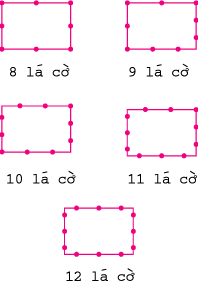 8 lá cờ 9 lá cờ
10 lá cờ 11 lá cờ
12 lá cờ